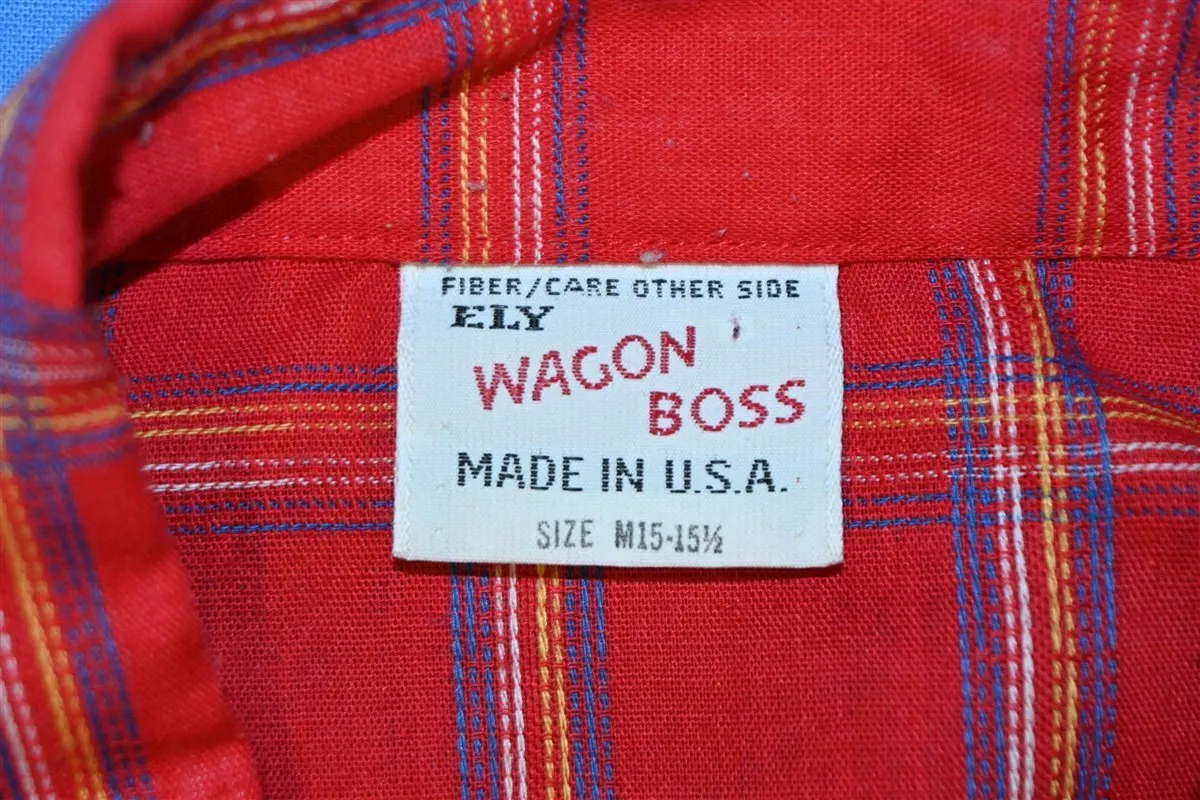 FIBER/CARE OTHER SIDE
ELY
WAGON
BOSS
MADE IN U.S.A.
SIZE M15-15½